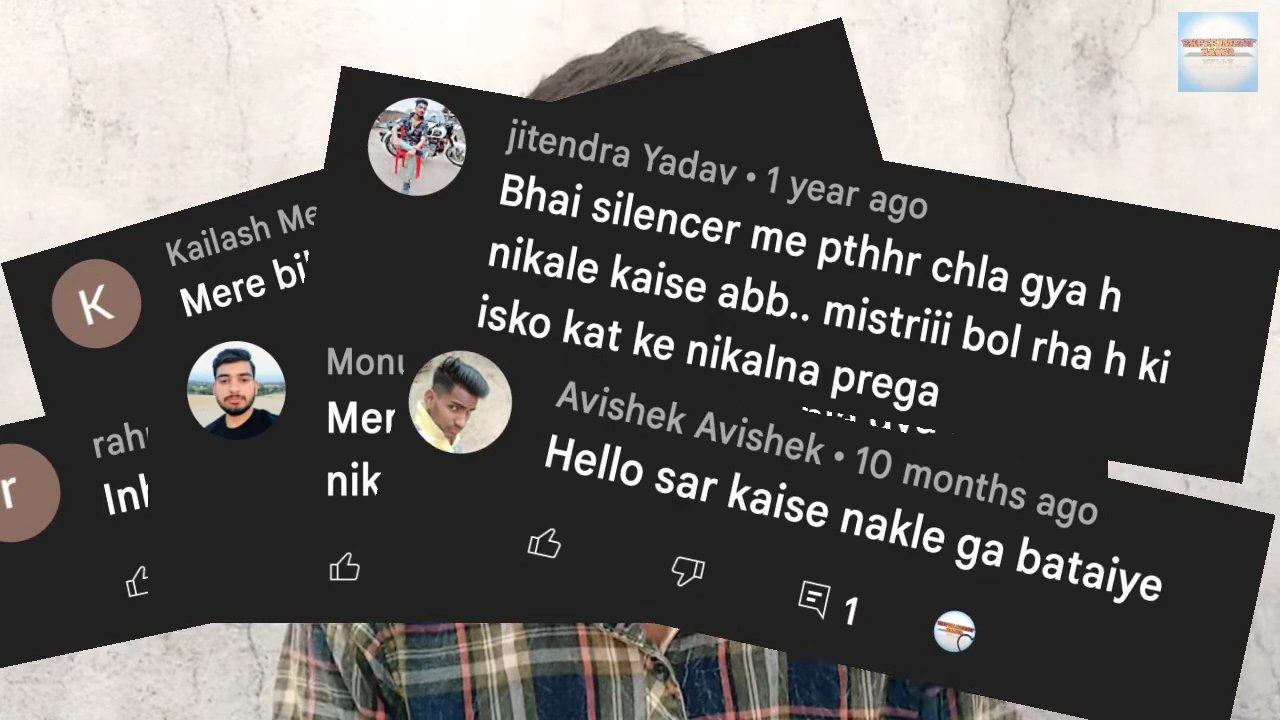 jitendra Yadav • 1 year ago
Bhai silencer me pthhr chla gya h
nikale kaise abb.. mistriii bol rha h ki
isko kat ke nikalna prega
Kailash Me
Mere bi
K
Monu
Mer
nik
rah
Inh
r
Avishek Avishek • 10 months ago
Hello sar kaise nakle ga bataiye
1